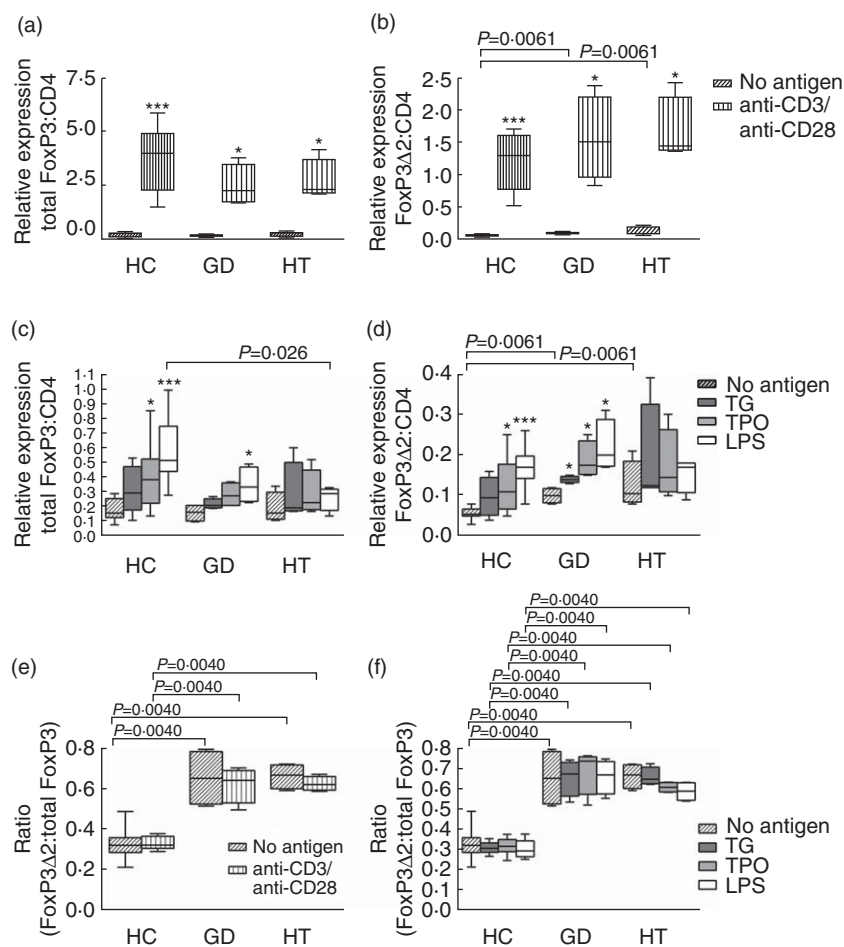 (a)
Relative expression
total FoxP3:CD4
7·5
5·0
2·5
0·0
***
*
*
HC GD HT
(b)
P=0·0061
P=0·0061
Relative expression
FoxP3Δ2:CD4
2·5
2·0
1·5
1·0
0·5
0·0
***
*
*
HC GD HT
No antigen
anti-CD3/
anti-CD28
(c)
P=0·026
Relative expression
total FoxP3:CD4
1·1
1·0
0·9
0·8
0·7
0·6
0·5
0·4
0·3
0·2
0·1
0·0
*
***
*
HC GD HT
(d)
P=0·0061
P=0·0061
Relative expression
FoxP3Δ2:CD4
0·4
0·3
0·2
0·1
0·0
*
***
*
*
*
HC GD HT
No antigen
TG
TPO
LPS
(e)
P=0·0040
P=0·0040
P=0·0040
P=0·0040
Ratio
(FoxP3Δ2:total FoxP3)
0·8
0·6
0·4
0·2
0·0
No antigen
anti-CD3/
anti-CD28
HC GD HT
(f)
P=0·0040
P=0·0040
P=0·0040
P=0·0040
P=0·0040
P=0·0040
P=0·0040
P=0·0040
Ratio
(FoxP3Δ2:total FoxP3)
0·8
0·7
0·6
0·5
0·4
0·3
0·2
0·1
0·0
HC GD HT
No antigen
TG
TPO
LPS